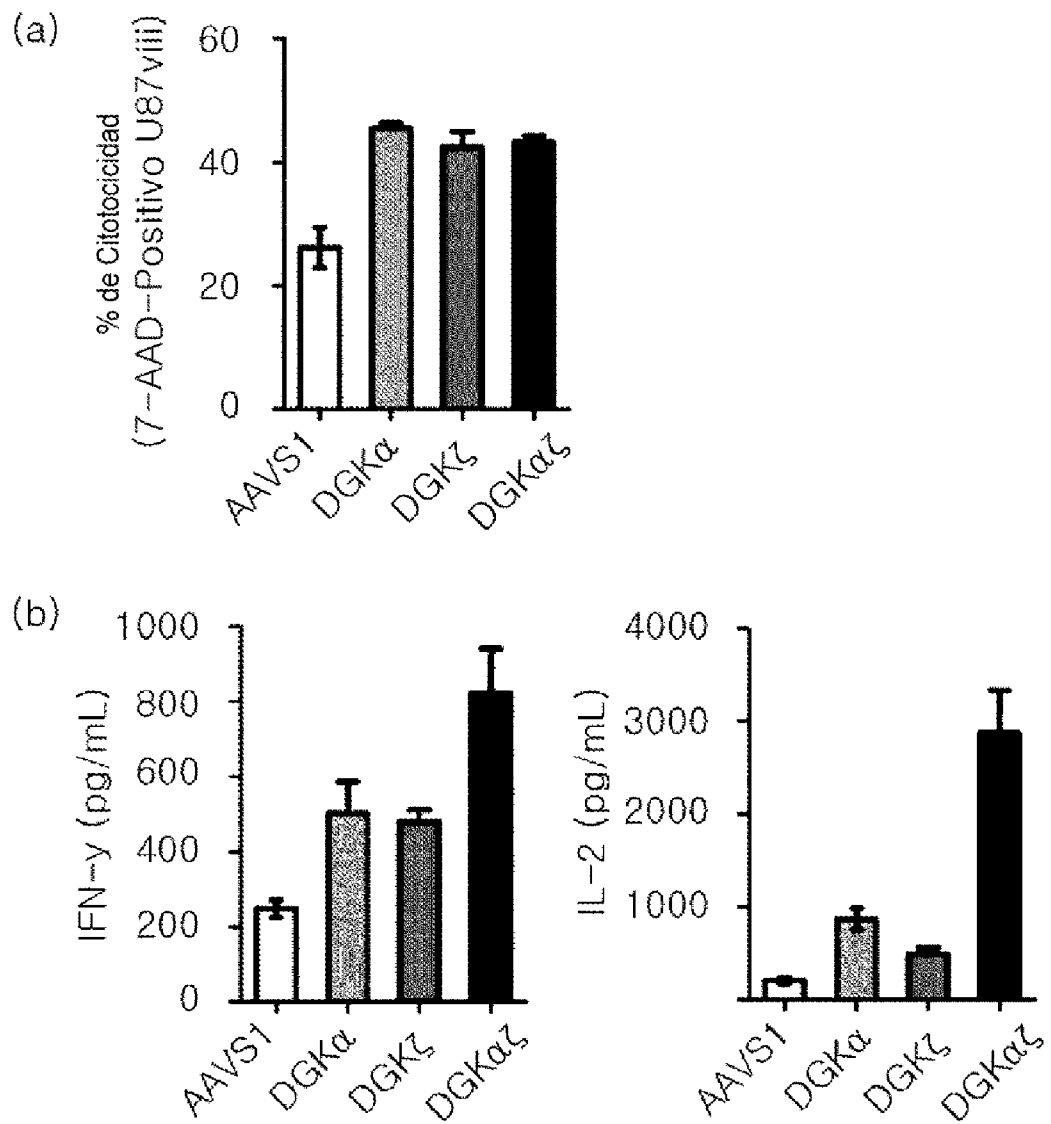 (a)
% de Citotocicidad
(7-AAD-Positivo U87viii)
60
40
20
0
AAVS1
DGKα
DGKζ
DGKαζ
(b)
IFN-y (pg/mL)
1000
800
600
400
200
0
AAVS1
DGKα
DGKζ
DGKαζ
IL-2 (pg/mL)
4000
3000
2000
1000
AAVS1
DGKα
DGKζ
DGKαζ